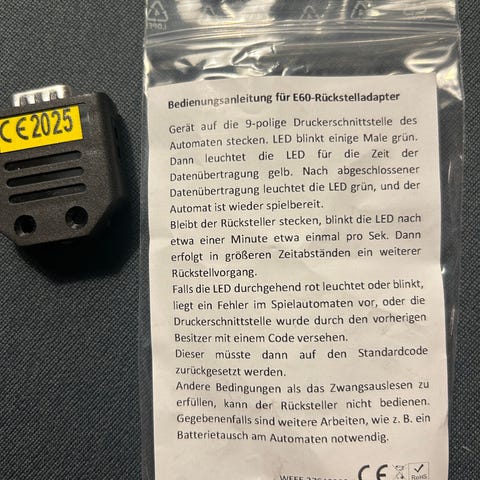 CE2025
Bedienungsanleitung für E60-Rückstelladapter
Gerät auf die 9-polige Druckerschnittstelle des
Automaten stecken. LED blinkt einige Male grün.
Dann leuchtet die LED für die Zeit der
Datenübertragung gelb. Nach abgeschlossener
Datenübertragung leuchtet die LED grün, und der
Automat ist wieder spielbereit.
Bleibt der Rücksteller stecken, blinkt die LED nach
etwa einer Minute etwa einmal pro Sek. Dann
erfolgt in größeren Zeitabständen ein weiterer
Rückstellvorgang.
Falls die LED durchgehend rot leuchtet oder blinkt,
liegt ein Fehler im Spielautomaten vor, oder die
Druckerschnittstelle wurde durch den vorherigen
Besitzer mit einem Code versehen.
Dieser müsste dann auf den Standardcode
zurückgesetzt werden.
Andere Bedingungen als das Zwangsauslesen zu
erfüllen, kann der Rücksteller nicht bedienen.
Gegebenenfalls sind weitere Arbeiten, wie z. B. ein
Batterietausch am Automaten notwendig.
CE RoHS